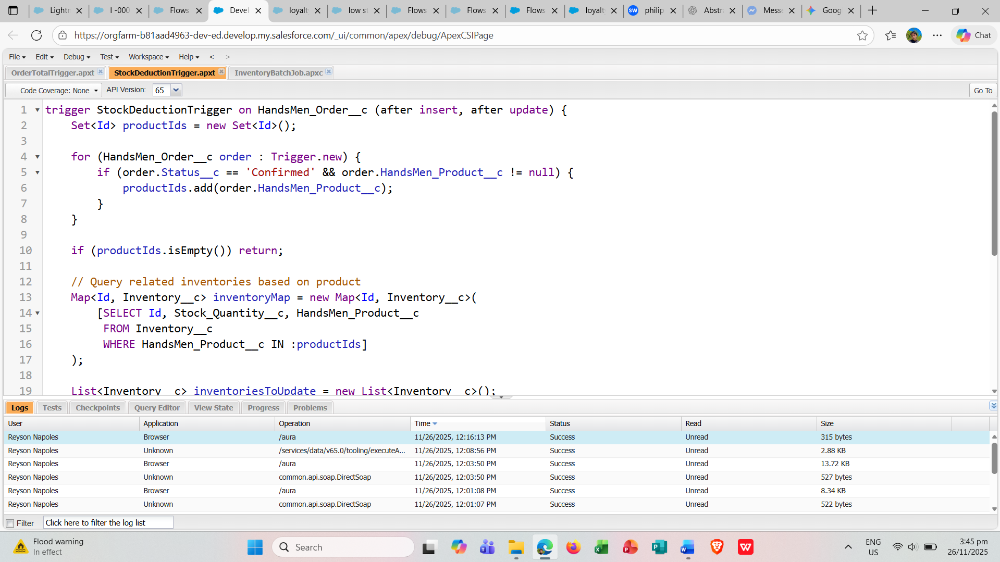 Lightn
I -000
Flows
Devel
loyalt
low st
Flows
Flows
Flows
loyalt
SW philip
Abstra
Messe
Goog
https://orgfarm-b81aad4963-dev-ed.develop.my.salesforce.com/_ui/common/apex/debug/ApexCSIPage
Chat
File Edit Debug Test Workspace Help < >
OrderTotalTrigger.apxt StockDeductionTrigger.apxt InventoryBatchJob.apxc
Code Coverage: None API Version: 65 Go To
1 trigger StockDeductionTrigger on HandsMen_Order__c (after insert, after update) {
2 Set<Id> productIds = new Set<Id>();
3
4 for (HandsMen_Order__c order : Trigger.new) {
5 if (order.Status__c == 'Confirmed' && order.HandsMen_Product__c != null) {
6 productIds.add(order.HandsMen_Product__c);
7 }
8 }
9
10 if (productIds.isEmpty()) return;
11
12 // Query related inventories based on product
13 Map<Id, Inventory__c> inventoryMap = new Map<Id, Inventory__c>(
14 [SELECT Id, Stock_Quantity__c, HandsMen_Product__c
15 FROM Inventory__c
16 WHERE HandsMen_Product__c IN :productIds]
17 );
18
19 List<Inventory__c> inventoriesToUpdate = new List<Inventory__c>();
Logs Tests Checkpoints Query Editor View State Progress Problems
User Application Operation Time Status Read Size
Reyson Napoles Browser /aura 11/26/2025, 12:16:13 PM Success Unread 315 bytes
Reyson Napoles Unknown /services/data/v65.0/tooling/executeA... 11/26/2025, 12:08:56 PM Success Unread 2.88 KB
Reyson Napoles Browser /aura 11/26/2025, 12:03:50 PM Success Unread 13.72 KB
Reyson Napoles Unknown common.api.soap.DirectSoap 11/26/2025, 12:03:50 PM Success Unread 527 bytes
Reyson Napoles Browser /aura 11/26/2025, 12:01:08 PM Success Unread 8.34 KB
Reyson Napoles Unknown common.api.soap.DirectSoap 11/26/2025, 12:01:07 PM Success Unread 522 bytes
Filter Click here to filter the log list
Flood warning
In effect
Search
ENG
US
3:45 pm
26/11/2025